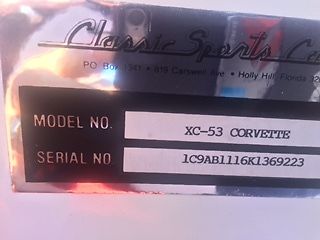 Classic Sports Ca
PO Box 1341 • 819 Carswell Ave • Holly Hill, Florida 320
MODEL NO. XC-53 CORVETTE
SERIAL NO. 1C9AB1116K1369223